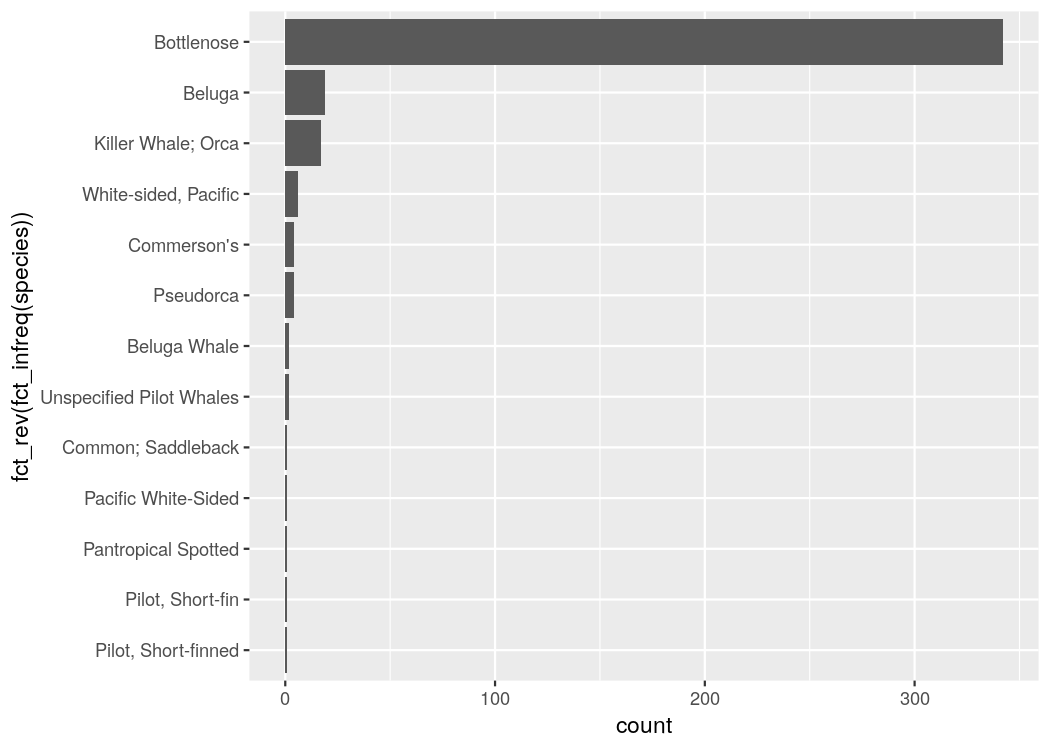 Bottlenose
Beluga
Killer Whale; Orca
White-sided, Pacific
Commerson's
Pseudorca
Beluga Whale
Unspecified Pilot Whales
Common; Saddleback
Pacific White-Sided
Pantropical Spotted
Pilot, Short-fin
Pilot, Short-finned
fct_rev(fct_infreq(species))
0 100 200 300
count